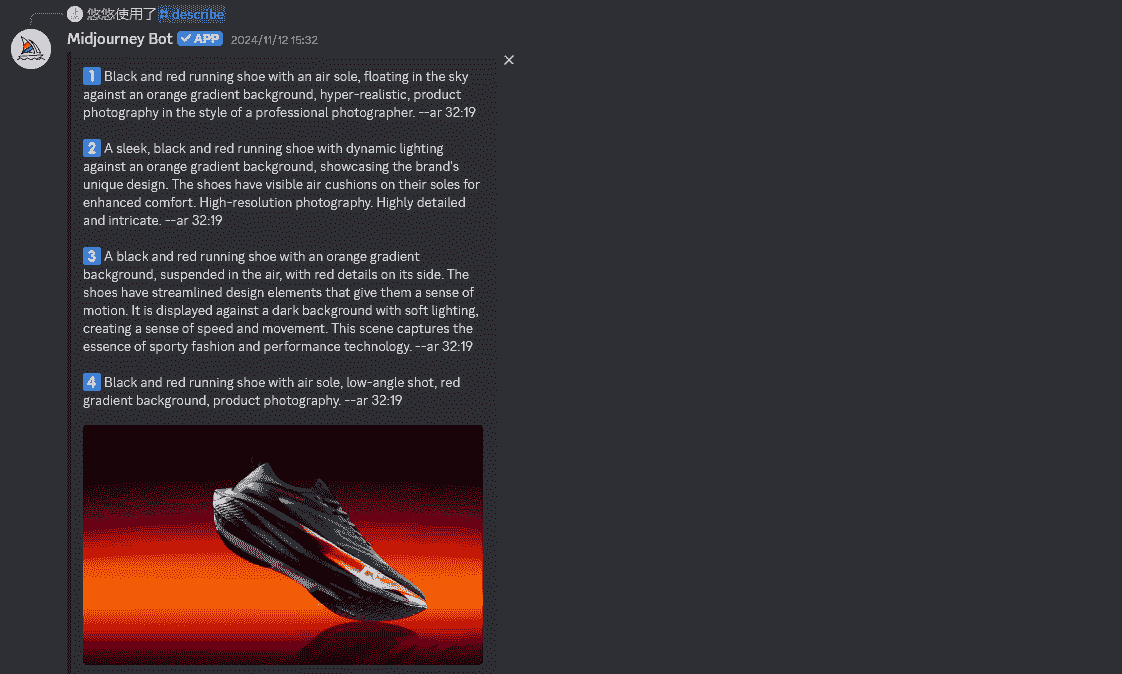 悠悠使用了 describe
Midjourney Bot ✓ APP 2024/11/12 15:32
1 Black and red running shoe with an air sole, floating in the sky
against an orange gradient background, hyper-realistic, product
photography in the style of a professional photographer. --ar 32:19
2 A sleek, black and red running shoe with dynamic lighting
against an orange gradient background, showcasing the brand's
unique design. The shoes have visible air cushions on their soles for
enhanced comfort. High-resolution photography. Highly detailed
and intricate. --ar 32:19
3 A black and red running shoe with an orange gradient
background, suspended in the air, with red details on its side. The
shoes have streamlined design elements that give them a sense of
motion. It is displayed against a dark background with soft lighting,
creating a sense of speed and movement. This scene captures the
essence of sporty fashion and performance technology. --ar 32:19
4 Black and red running shoe with air sole, low-angle shot, red
gradient background, product photography. --ar 32:19